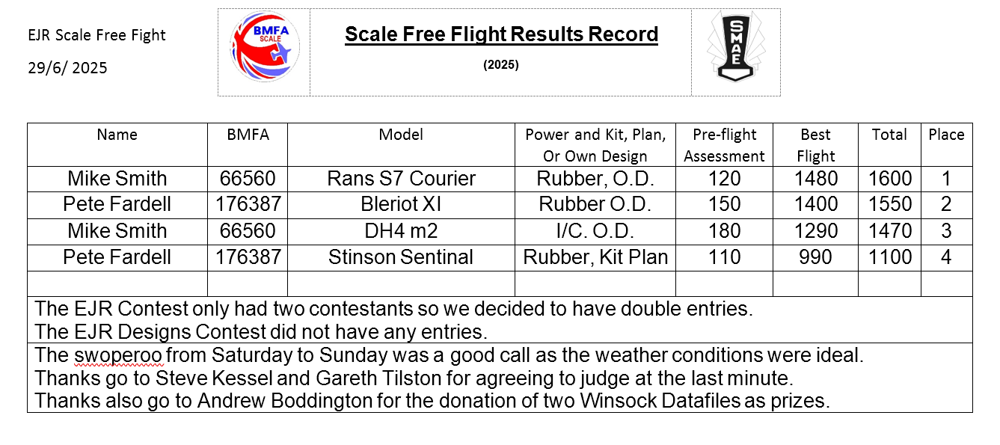 EJR Scale Free Fight
29/6/ 2025
BMFA
SCALE
Scale Free Flight Results Record
(2025)
SMAE
Name BMFA Model Power and Kit, Plan, Or Own Design Pre-flight Assessment Best Flight Total Place
Mike Smith 66560 Rans S7 Courier Rubber, O.D. 120 1480 1600 1
Pete Fardell 176387 Bleriot XI Rubber O.D. 150 1400 1550 2
Mike Smith 66560 DH4 m2 I/C. O.D. 180 1290 1470 3
Pete Fardell 176387 Stinson Sentinal Rubber, Kit Plan 110 990 1100 4
The EJR Contest only had two contestants so we decided to have double entries.
The EJR Designs Contest did not have any entries.
The swoperoo from Saturday to Sunday was a good call as the weather conditions were ideal.
Thanks go to Steve Kessel and Gareth Tilston for agreeing to judge at the last minute.
Thanks also go to Andrew Boddington for the donation of two Winsock Datafiles as prizes.